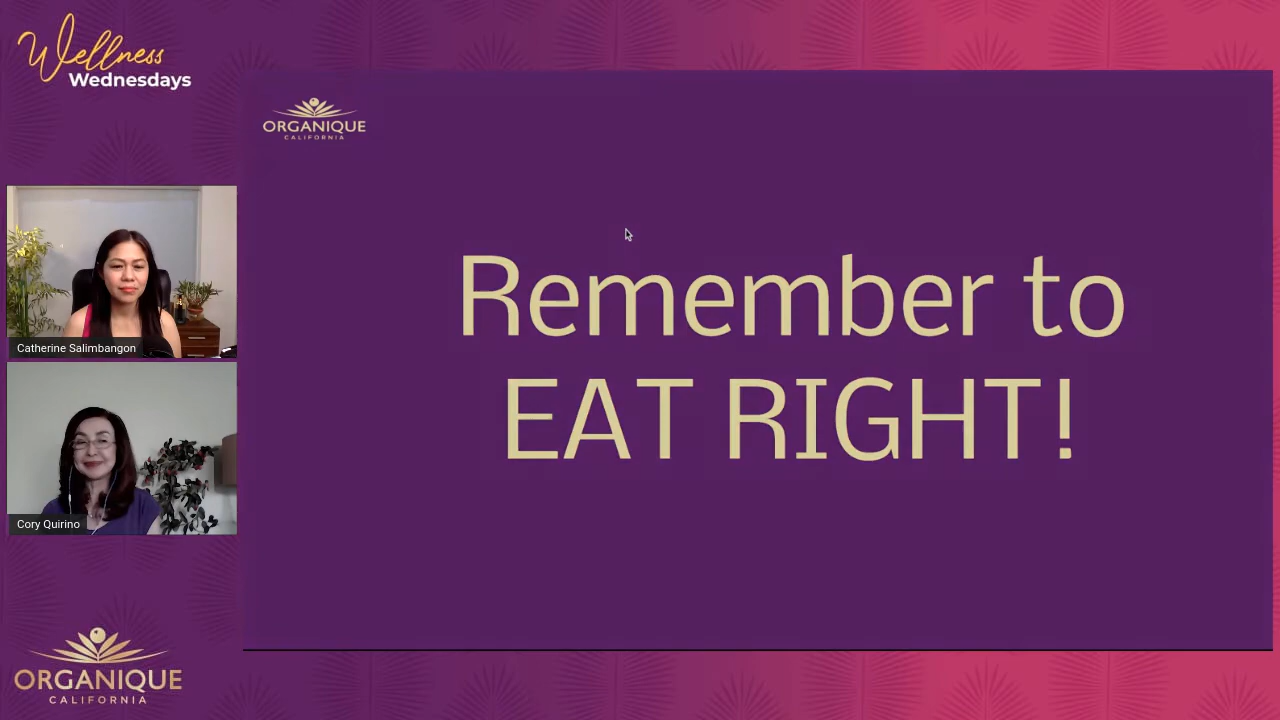 Wellness
Wednesdays
ORGANIQUE
CALIFORNIA
Remember to
EAT RIGHT!
Catherine Salimbangon
Cory Quirino
ORGANIQUE
CALIFORNIA